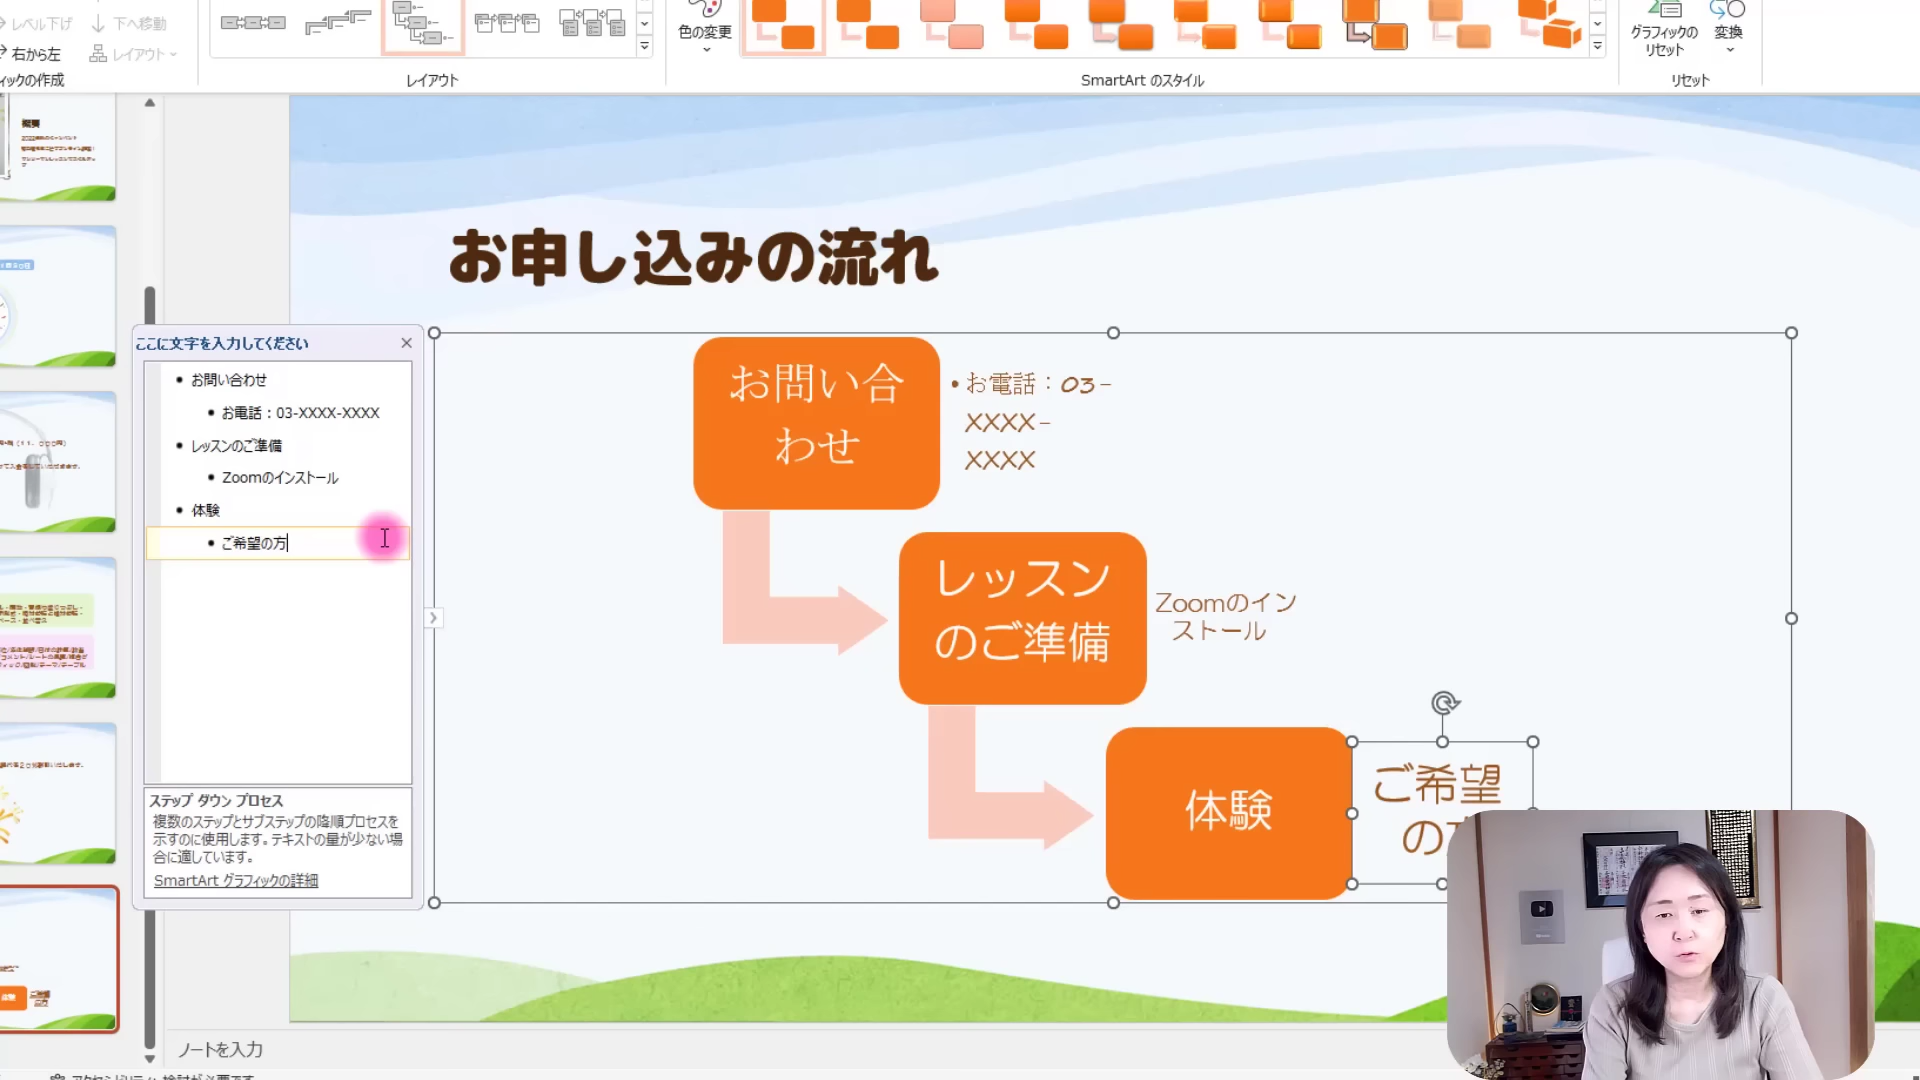 レベル下げ
下へ移動
右から左
レイアウト
ィックの作成
レイアウト
色の変更
SmartArt のスタイル
グラフィックの
リセット
変換
リセット
概要
お申し込みの流れ
ここに文字を入力してください
お問い合わせ
お電話：03-XXXX-XXXX
レッスンのご準備
Zoomのインストール
体験
ご希望の方
ステップ ダウン プロセス
複数のステップとサブステップの降順プロセスを
示すのに使用します。テキストの量が少ない場
合に適しています。
SmartArt グラフィックの詳細
お問い合
わせ
•お電話：03-
XXXX-
XXXX
レッスン
のご準備
Zoomのイン
ストール
体験
ご希望
の
ノートを入力